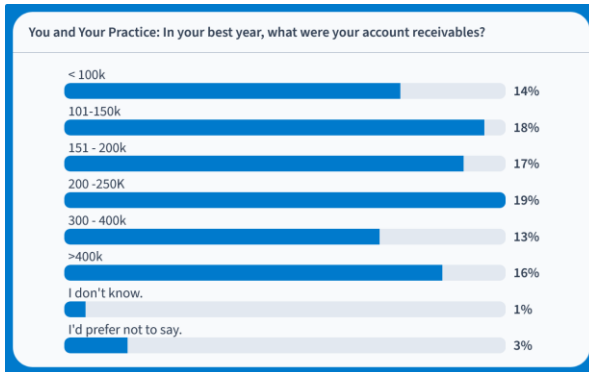 You and Your Practice: In your best year, what were your account receivables?
< 100k
14%
101-150k
18%
151 - 200k
17%
200 -250K
19%
300 - 400k
13%
>400k
16%
I don't know.
1%
I'd prefer not to say.
3%